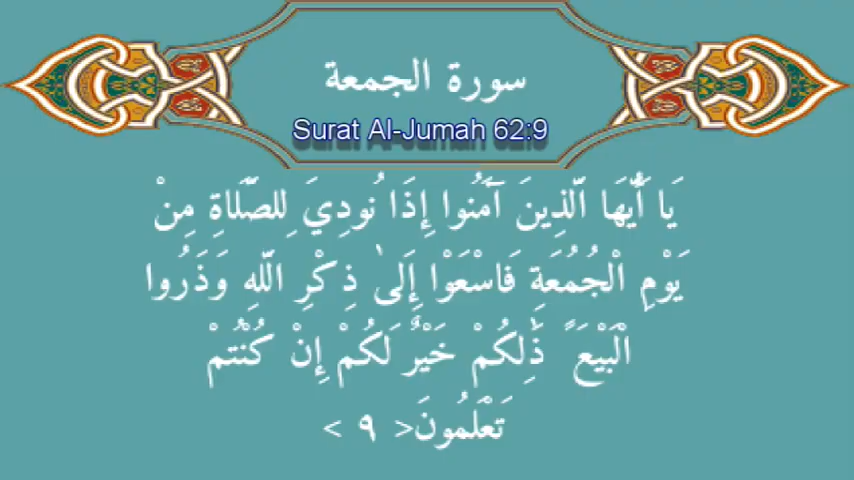 سورة الجمعة
Surat Al-Jumah 62:9
يَا أَيُّهَا الَّذِينَ آمَنُوا إِذَا نُودِيَ لِلصَّلَاةِ مِنْ
يَوْمِ الْجُمُعَةِ فَاسْعَوْا إِلَىٰ ذِكْرِ اللَّهِ وَذَرُوا
الْبَيْعَ ۚ ذَٰلِكُمْ خَيْرٌ لَكُمْ إِنْ كُنْتُمْ
تَعْلَمُونَ< ٩ >